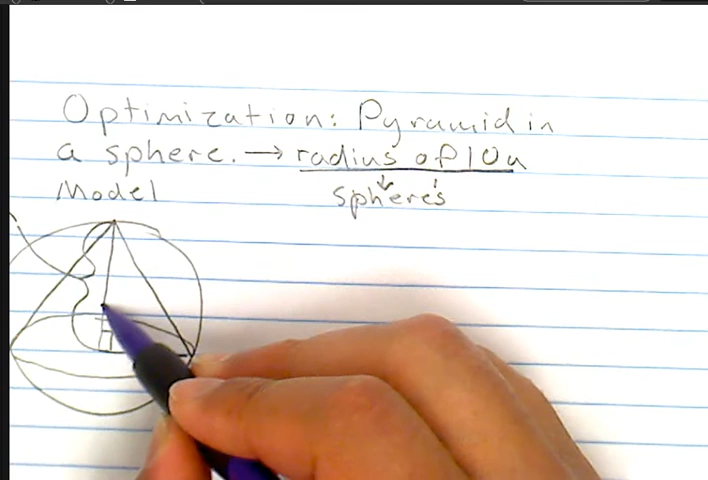 Optimization: Pyramid in
a sphere. → radius of 10u
Model
sphere's